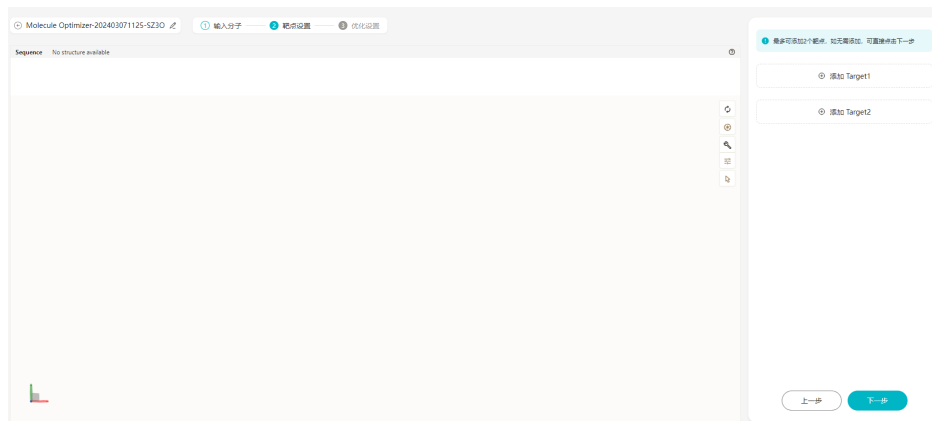 Molecule Optimizer-202403071125-SZ3O
1 输入分子 2 靶点设置 3 优化设置
Sequence No structure available
最多可添加2个靶点，如无需添加，可直接点击下一步
添加 Target1
添加 Target2
上一步 下一步